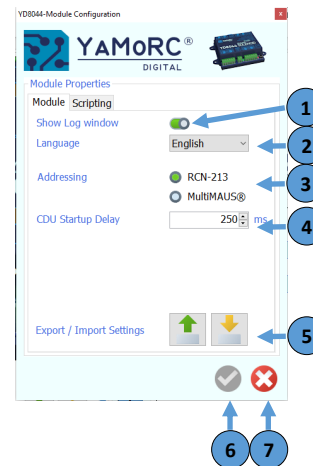 YD8044-Module Configuration
x
YAMORC®
DIGITAL
Module Properties
Module Scripting
Show Log window
1
Language English
2
Addressing RCN-213
3
MultiMAUS®
CDU Startup Delay 250 ms
4
Export / Import Settings
5
6 7